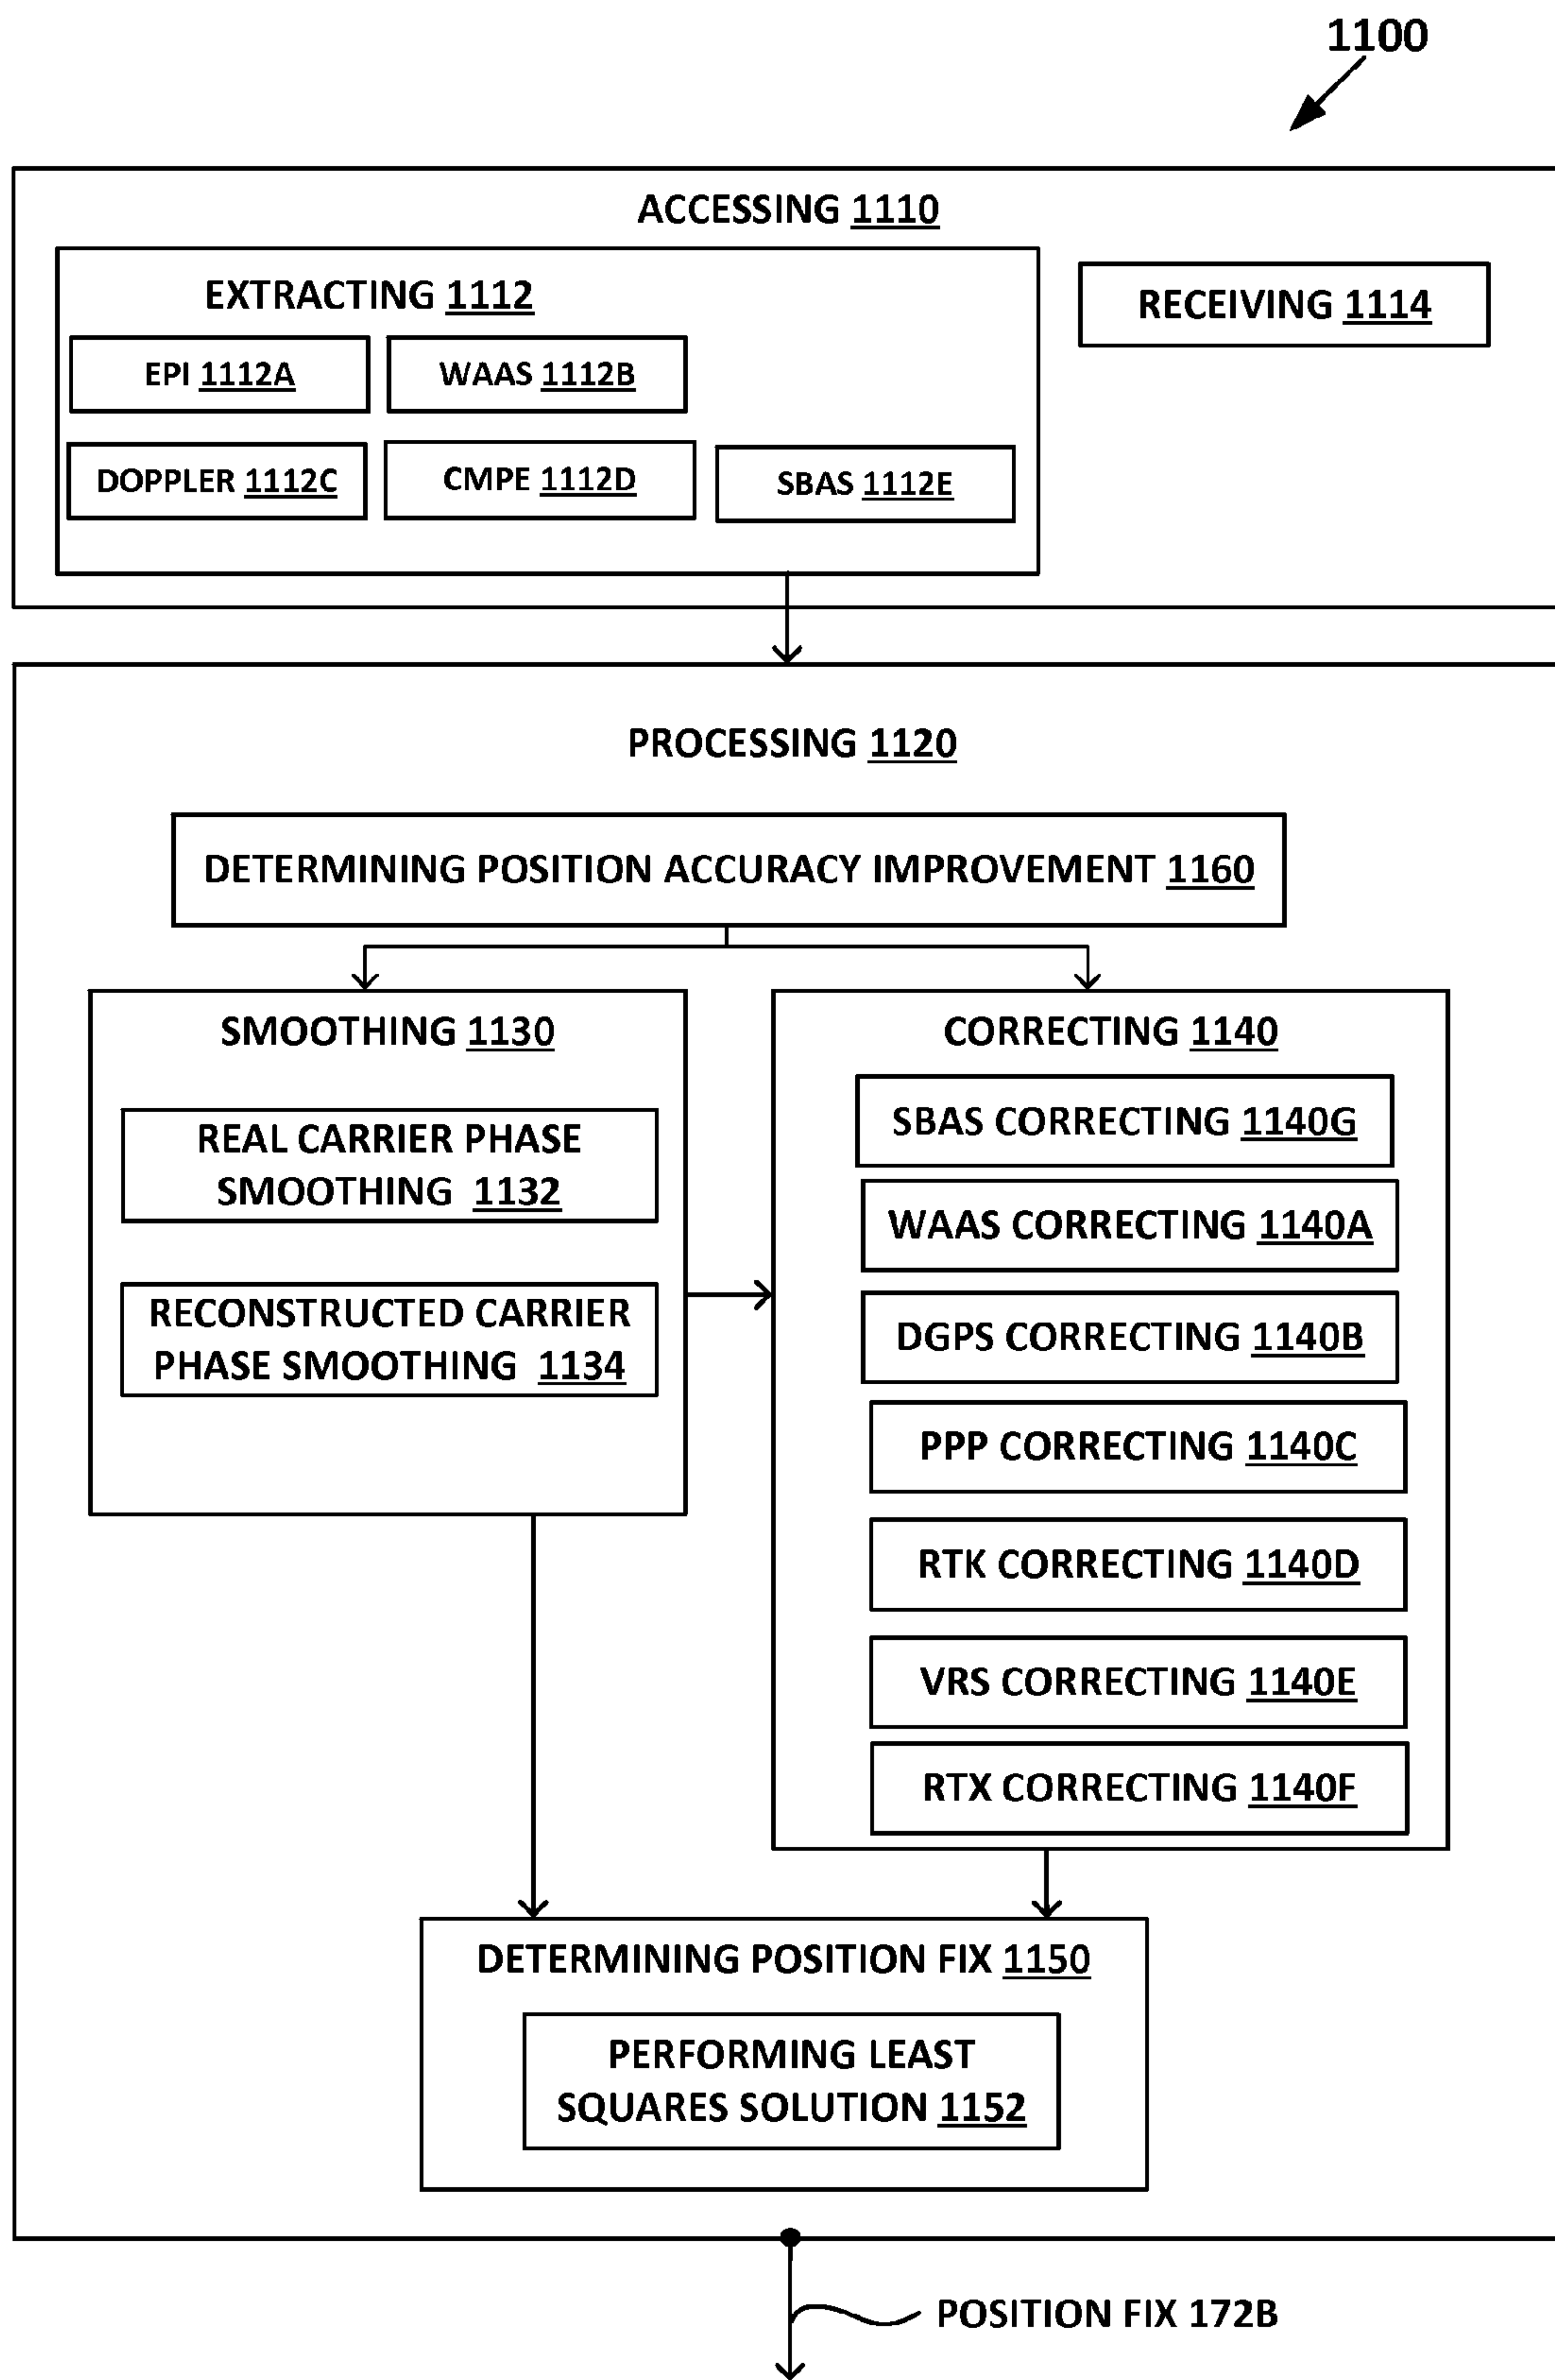 1100
ACCESSING 1110
EXTRACTING 1112
RECEIVING 1114
EPI 1112A
WAAS 1112B
DOPPLER 1112C
CMPE 1112D
SBAS 1112E
PROCESSING 1120
DETERMINING POSITION ACCURACY IMPROVEMENT 1160
SMOOTHING 1130
REAL CARRIER PHASE
SMOOTHING 1132
RECONSTRUCTED CARRIER
PHASE SMOOTHING 1134
CORRECTING 1140
SBAS CORRECTING 1140G
WAAS CORRECTING 1140A
DGPS CORRECTING 1140B
PPP CORRECTING 1140C
RTK CORRECTING 1140D
VRS CORRECTING 1140E
RTX CORRECTING 1140F
DETERMINING POSITION FIX 1150
PERFORMING LEAST
SQUARES SOLUTION 1152
POSITION FIX 172B